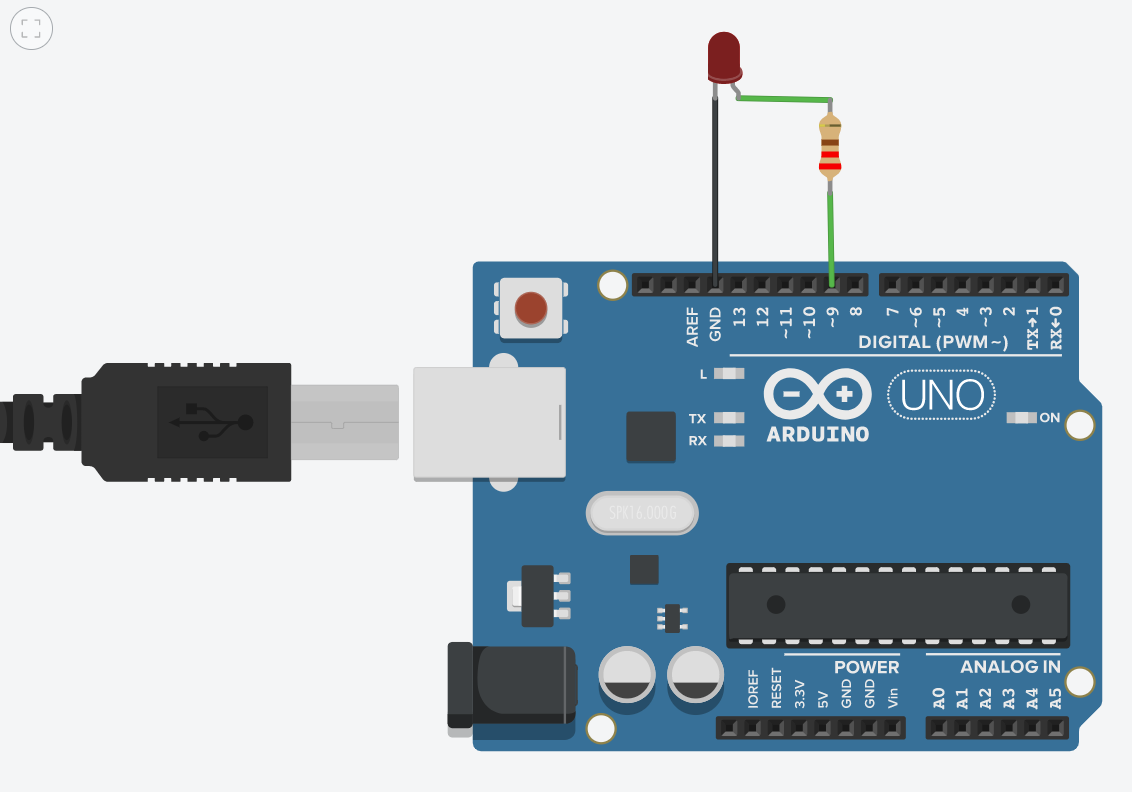 AREF
GND
13
12
~11
~10
~9
8
7
~6
~5
4
~3
2
TX→1
RX←0
DIGITAL (PWM~)
L
TX
RX
UNO
ARDUINO
ON
SPK16.000G
POWER
ANALOG IN
IOREF
RESET
3.3V
5V
GND
GND
Vin
A0
A1
A2
A3
A4
A5